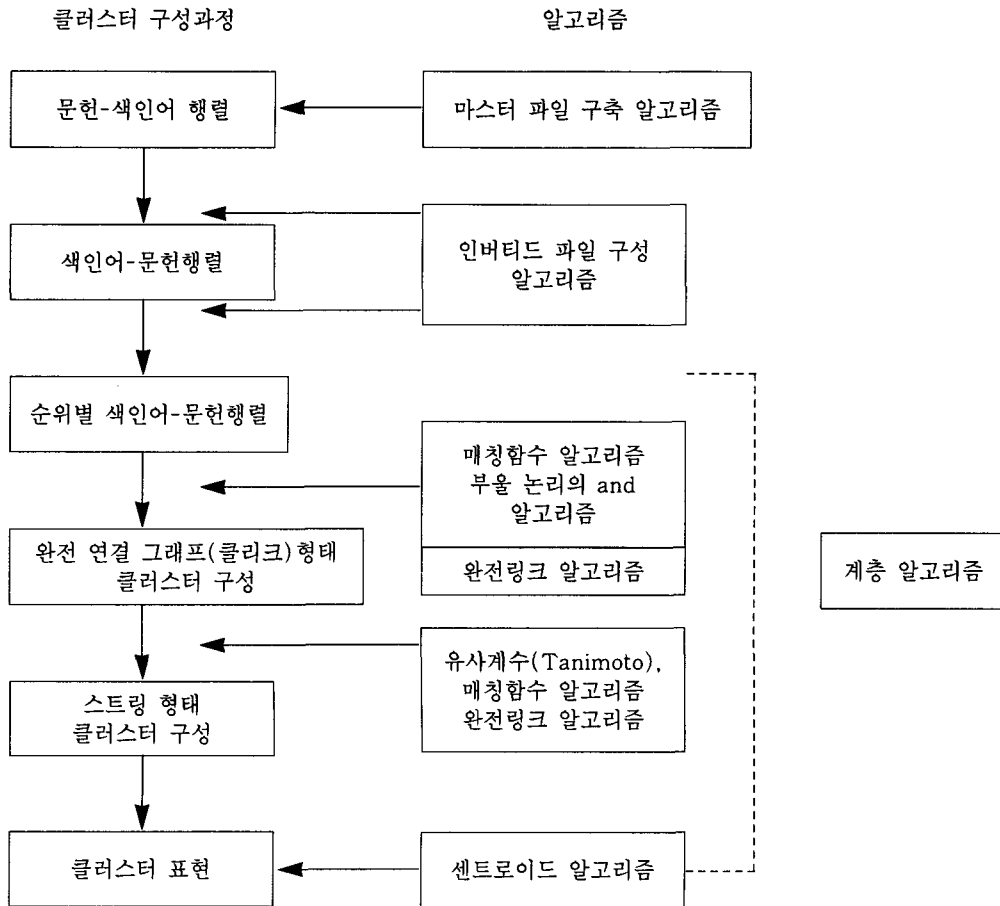 클러스터 구성과정
알고리즘
문헌-색인어 행렬
마스터 파일 구축 알고리즘
색인어-문헌행렬
인버티드 파일 구성
알고리즘
순위별 색인어-문헌행렬
매칭함수 알고리즘
부울 논리의 and
알고리즘
완전 연결 그래프(클리크)형태
클러스터 구성
완전링크 알고리즘
계층 알고리즘
유사계수(Tanimoto),
매칭함수 알고리즘
완전링크 알고리즘
스트링 형태
클러스터 구성
클러스터 표현
센트로이드 알고리즘